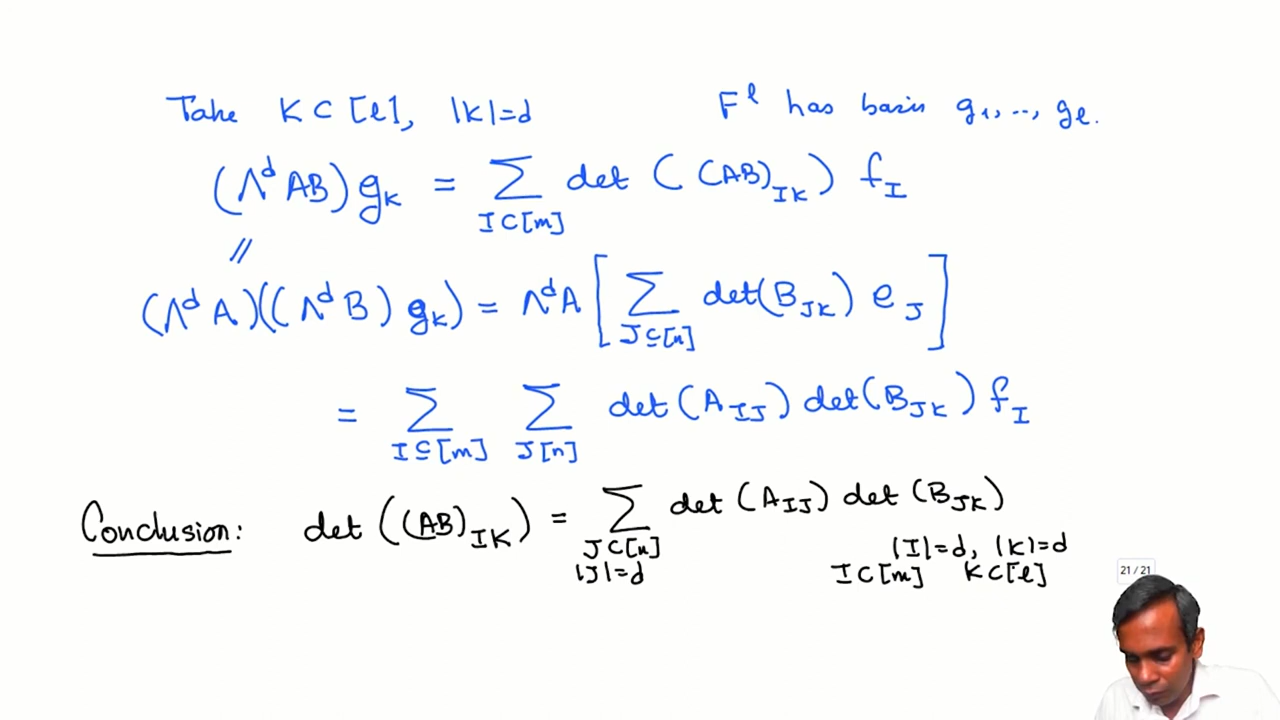 Take K ⊂ [l], |K|=d F^l has basis g_1, .., g_l.
(Λ^d AB) g_K = Σ_{I⊂[m]} det ((AB)_{IK}) f_I
//
(Λ^d A)((Λ^d B) g_K) = Λ^d A [ Σ_{J⊆[n]} det(B_{JK}) e_J ]
= Σ_{I⊆[m]} Σ_{J[n]} det(A_{IJ}) det(B_{JK}) f_I
Conclusion: det ((AB)_{IK}) = Σ_{J⊂[n] |J|=d} det(A_{IJ}) det(B_{JK})
|I|=d, |K|=d
I⊂[m] K⊂[l]
21 / 21